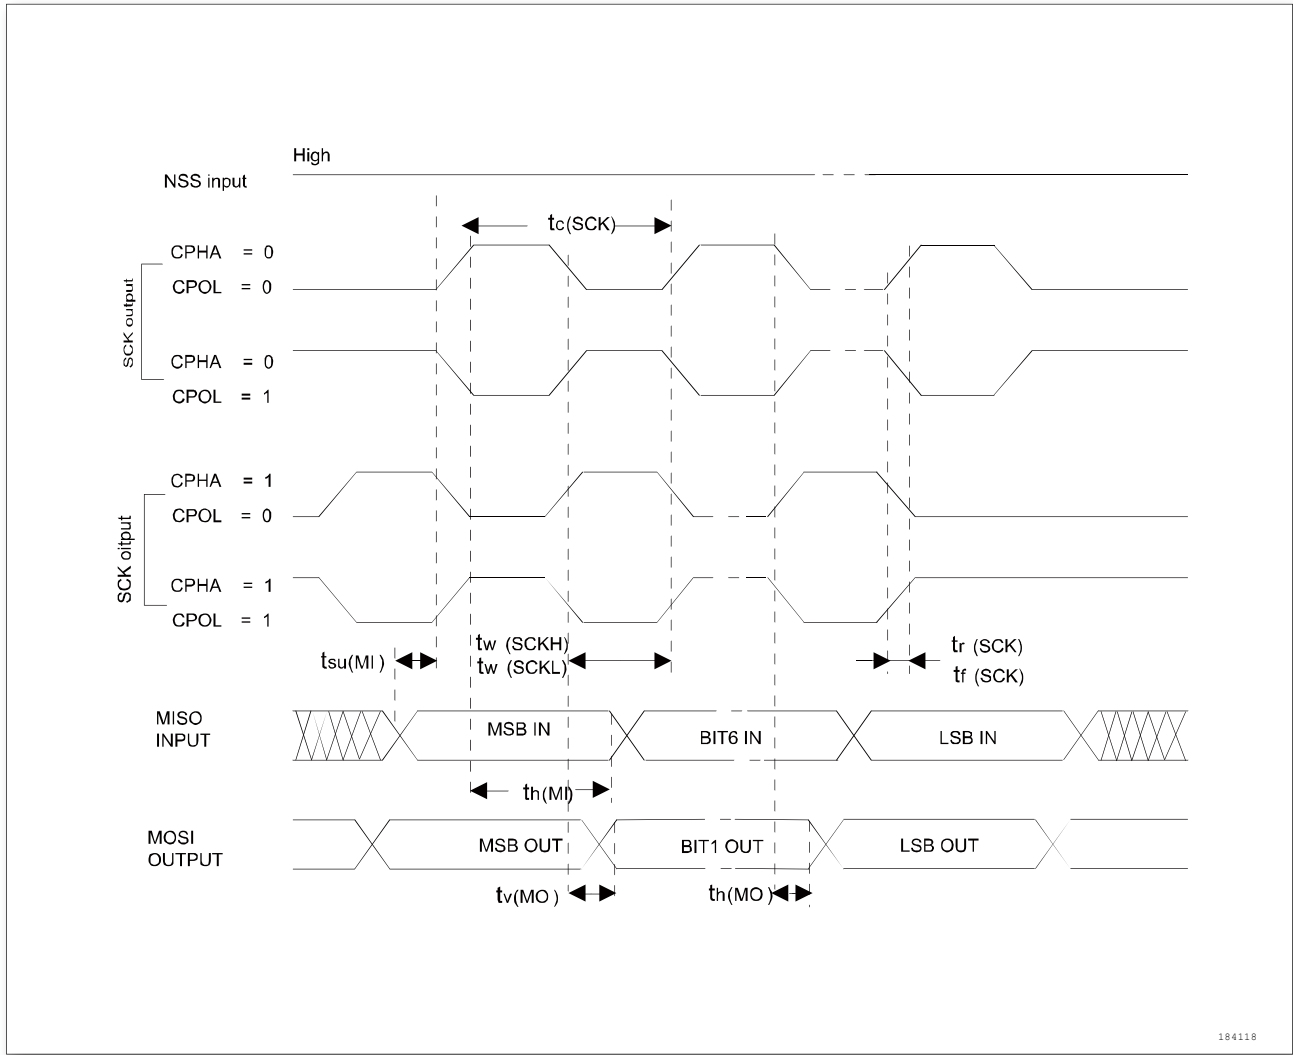 High
NSS input
tc(SCK)
CPHA = 0
CPOL = 0
SCK output
CPHA = 0
CPOL = 1
CPHA = 1
CPOL = 0
SCK oitput
CPHA = 1
CPOL = 1
tsu(MI)
tw (SCKH)
tw (SCKL)
tr (SCK)
tf (SCK)
MISO
INPUT
MSB IN
BIT6 IN
LSB IN
th(MI)
MOSI
OUTPUT
MSB OUT
BIT1 OUT
LSB OUT
tv(MO)
th(MO)
184118